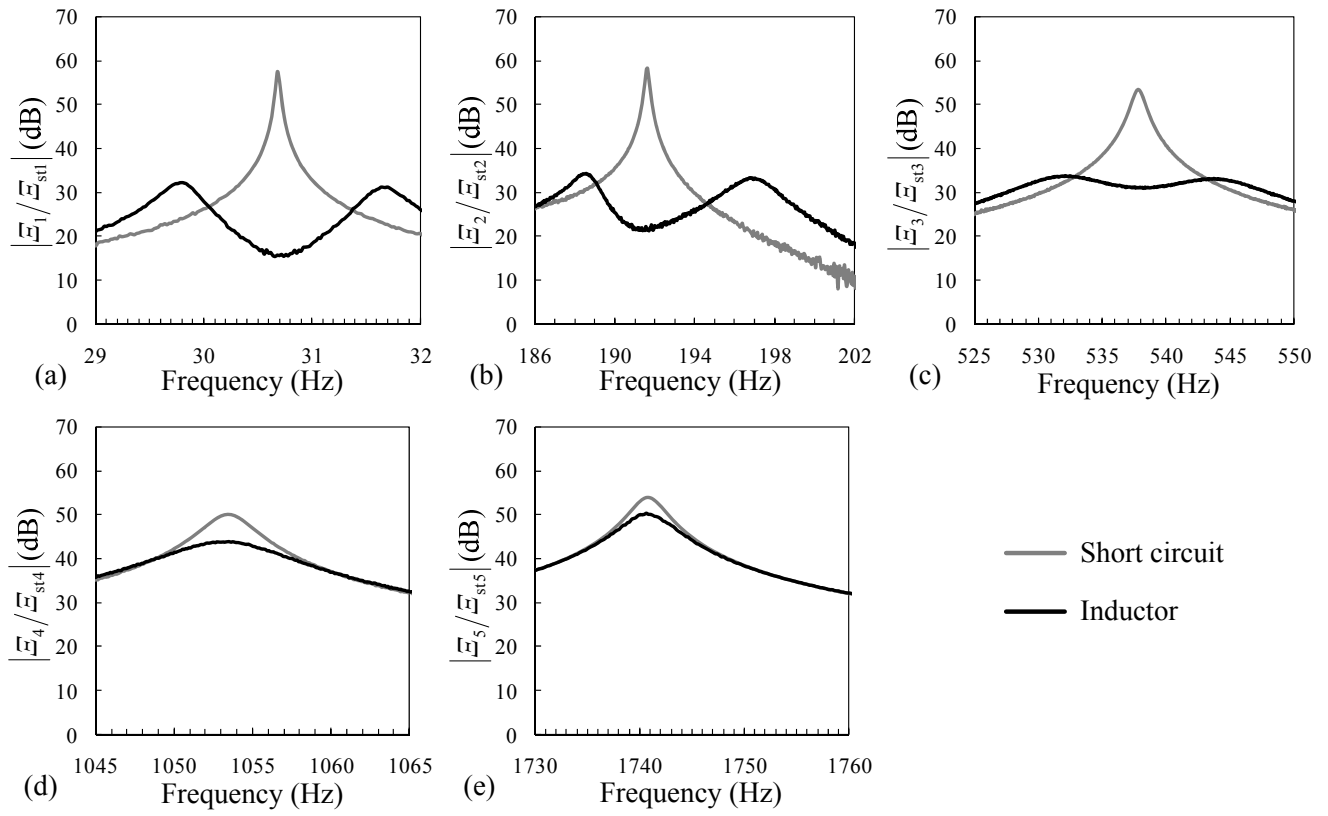 |Ξ1/Ξst1| (dB)
70
60
50
40
30
20
10
0
29 30 31 32
(a) Frequency (Hz)
|Ξ2/Ξst2| (dB)
70
60
50
40
30
20
10
0
186 190 194 198 202
(b) Frequency (Hz)
|Ξ3/Ξst3| (dB)
70
60
50
40
30
20
10
0
525 530 535 540 545 550
(c) Frequency (Hz)
|Ξ4/Ξst4| (dB)
70
60
50
40
30
20
10
0
1045 1050 1055 1060 1065
(d) Frequency (Hz)
|Ξ5/Ξst5| (dB)
70
60
50
40
30
20
10
0
1730 1740 1750 1760
(e) Frequency (Hz)
Short circuit
Inductor